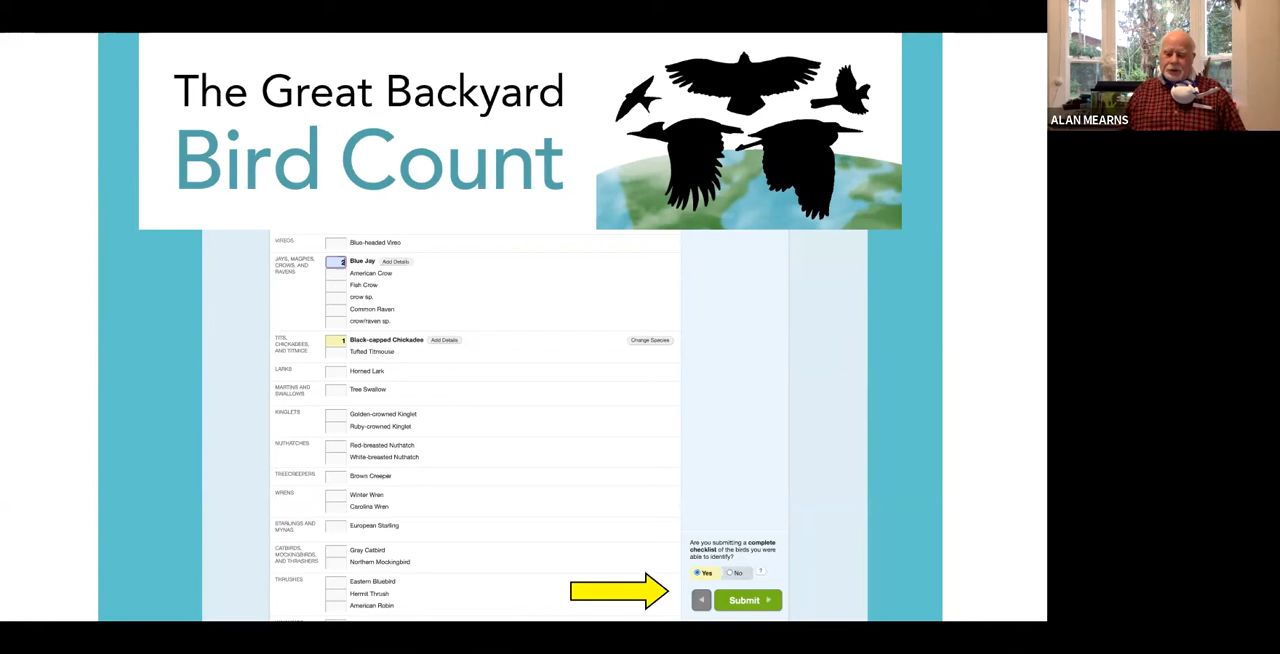 The Great Backyard
Bird Count
ALAN MEARNS
VIREOS
Blue-headed Vireo
JAYS, MAGPIES,
CROWS, AND
RAVENS
2 Blue Jay Add Details
American Crow
Fish Crow
crow sp.
Common Raven
crow/raven sp.
TITS,
CHICKADEES,
AND TITMICE
1 Black-capped Chickadee Add Details Change Species
Tufted Titmouse
LARKS
Horned Lark
MARTINS AND
SWALLOWS
Tree Swallow
KINGLETS
Golden-crowned Kinglet
Ruby-crowned Kinglet
NUTHATCHES
Red-breasted Nuthatch
White-breasted Nuthatch
TREECREEPERS
Brown Creeper
WRENS
Winter Wren
Carolina Wren
STARLINGS AND
MYNAS
European Starling
CATBIRDS,
MOCKINGBIRDS,
AND THRASHERS
Gray Catbird
Northern Mockingbird
THRUSHES
Eastern Bluebird
Hermit Thrush
American Robin
Are you submitting a complete
checklist of the birds you were
able to identify?
Yes No ?
Submit